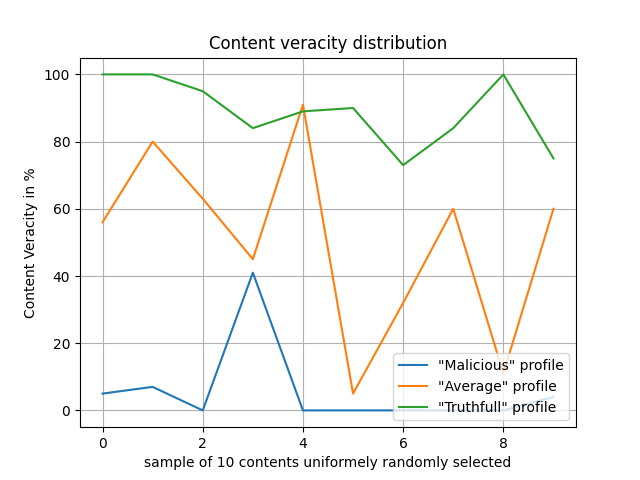 Content veracity distribution
100
80
60
40
20
0
Content Veracity in %
"Malicious" profile
"Average" profile
"Truthfull" profile
0 2 4 6 8
sample of 10 contents uniformely randomly selected